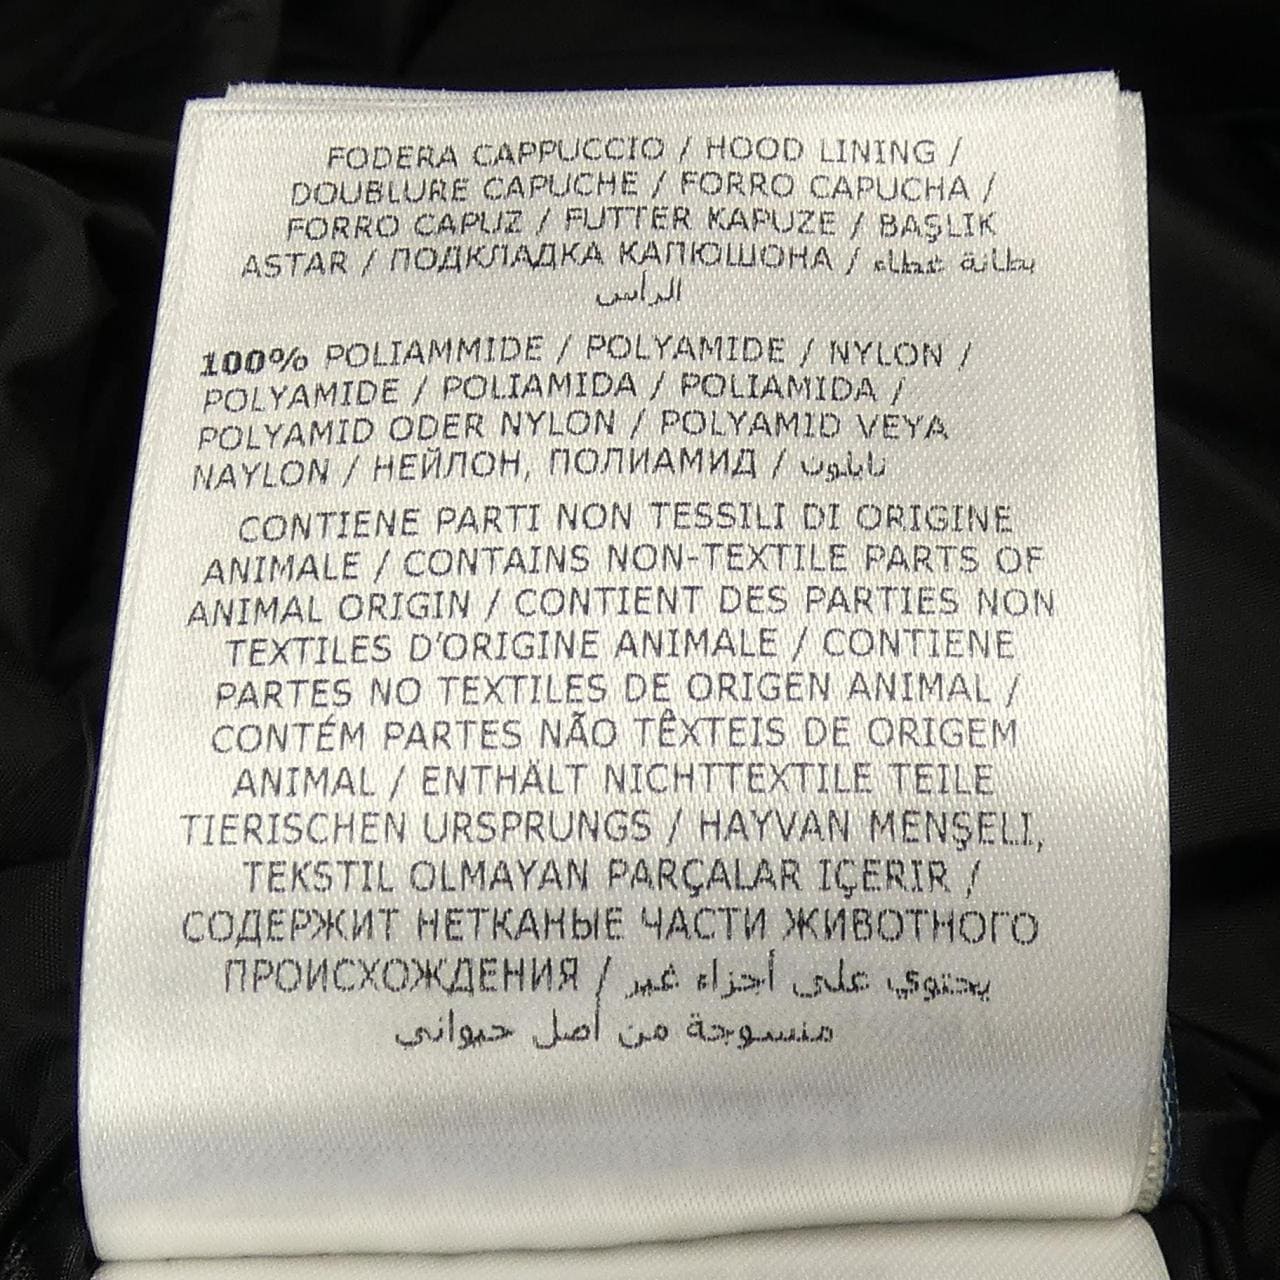 FODERA CAPPUCCIO / HOOD LINING /
DOUBLURE CAPUCHE / FORRO CAPUCHA /
FORRO CAPUZ / FUTTER KAPUZE / BAŞLIK
ASTAR / ПОДКЛАДКА КАПЮШОНА / بطانة غطاء
الرأس
100% POLIAMMIDE / POLYAMIDE / NYLON /
POLYAMIDE / POLIAMIDA / POLIAMIDA /
POLYAMID ODER NYLON / POLYAMID VEYA
NAYLON / НЕЙЛОН, ПОЛИАМИД / نايلون
CONTIENE PARTI NON TESSILI DI ORIGINE
ANIMALE / CONTAINS NON-TEXTILE PARTS OF
ANIMAL ORIGIN / CONTIENT DES PARTIES NON
TEXTILES D'ORIGINE ANIMALE / CONTIENE
PARTES NO TEXTILES DE ORIGEN ANIMAL /
CONTÉM PARTES NÃO TÊXTEIS DE ORIGEM
ANIMAL / ENTHÄLT NICHTTEXTILE TEILE
TIERISCHEN URSPRUNGS / HAYVAN MENŞELI,
TEKSTIL OLMAYAN PARÇALAR IÇERIR /
СОДЕРЖИТ НЕТКАНЫЕ ЧАСТИ ЖИВОТНОГО
ПРОИСХОЖДЕНИЯ / يحتوي على أجزاء غير
منسوجة من أصل حيواني